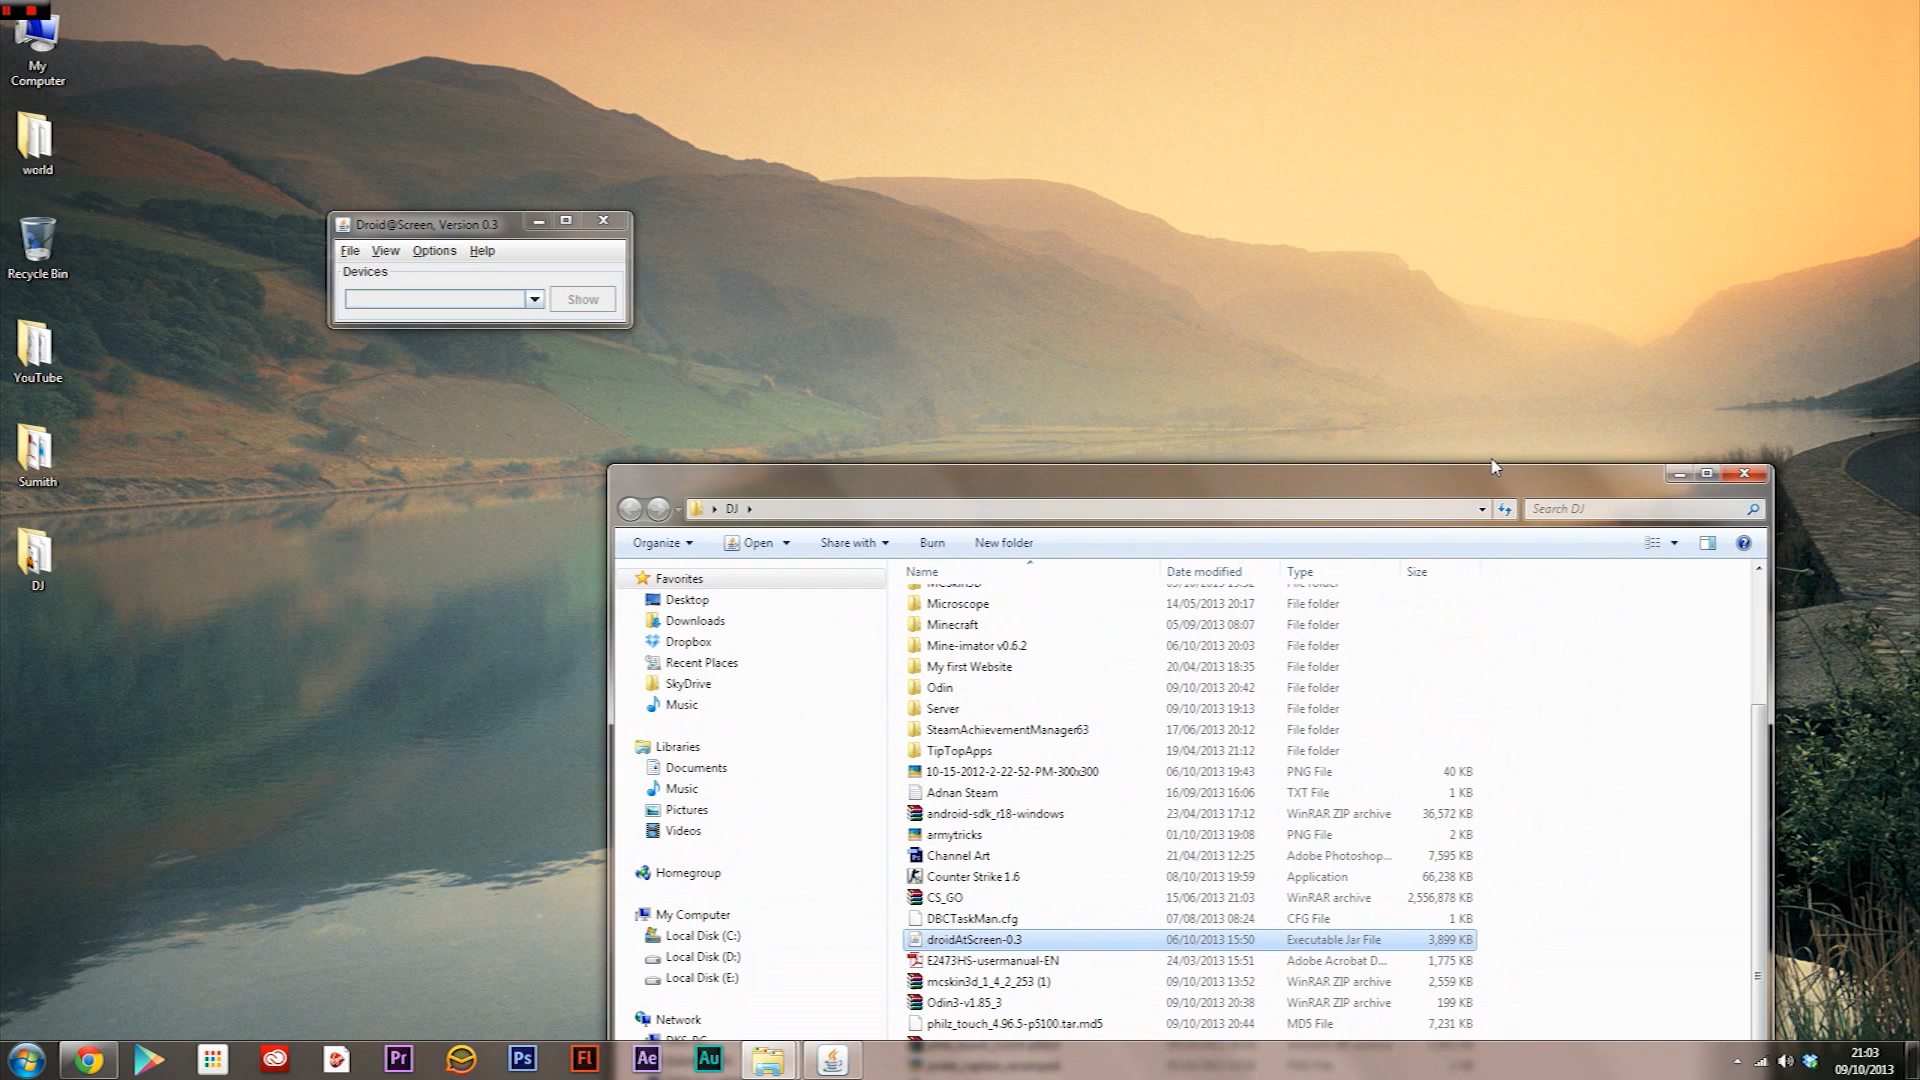 My
Computer
world
Recycle Bin
YouTube
Sumith
DJ
Droid@Screen, Version 0.3
File View Options Help
Devices
Show
DJ
Search DJ
Organize Open Share with Burn New folder
Favorites
Desktop
Downloads
Dropbox
Recent Places
SkyDrive
Music
Libraries
Documents
Music
Pictures
Videos
Homegroup
My Computer
Local Disk (C:)
Local Disk (D:)
Local Disk (E:)
Network
Name Date modified Type Size
Microscope 14/05/2013 20:17 File folder
Minecraft 05/09/2013 08:07 File folder
Mine-imator v0.6.2 06/10/2013 20:03 File folder
My first Website 20/04/2013 18:35 File folder
Odin 09/10/2013 20:42 File folder
Server 09/10/2013 19:13 File folder
SteamAchievementManager63 17/06/2013 20:12 File folder
TipTopApps 19/04/2013 21:12 File folder
10-15-2012-2-22-52-PM-300x300 06/10/2013 19:43 PNG File 40 KB
Adnan Steam 16/09/2013 16:06 TXT File 1 KB
android-sdk_r18-windows 23/04/2013 17:12 WinRAR ZIP archive 36,572 KB
armytricks 01/10/2013 19:08 PNG File 2 KB
Channel Art 21/04/2013 12:25 Adobe Photoshop... 7,595 KB
Counter Strike 1.6 08/10/2013 19:59 Application 66,238 KB
CS_GO 15/06/2013 21:03 WinRAR archive 2,556,878 KB
DBCTaskMan.cfg 07/08/2013 08:24 CFG File 1 KB
droidAtScreen-0.3 06/10/2013 15:50 Executable Jar File 3,899 KB
E2473HS-usermanual-EN 24/03/2013 15:51 Adobe Acrobat D... 1,775 KB
mcskin3d_1_4_2_253 (1) 09/10/2013 13:52 WinRAR ZIP archive 2,559 KB
Odin3-v1.85_3 09/10/2013 20:38 WinRAR ZIP archive 199 KB
philz_touch_4.96.5-p5100.tar.md5 09/10/2013 20:44 MD5 File 7,231 KB
Pr Ps Fl Ae Au
21:03
09/10/2013